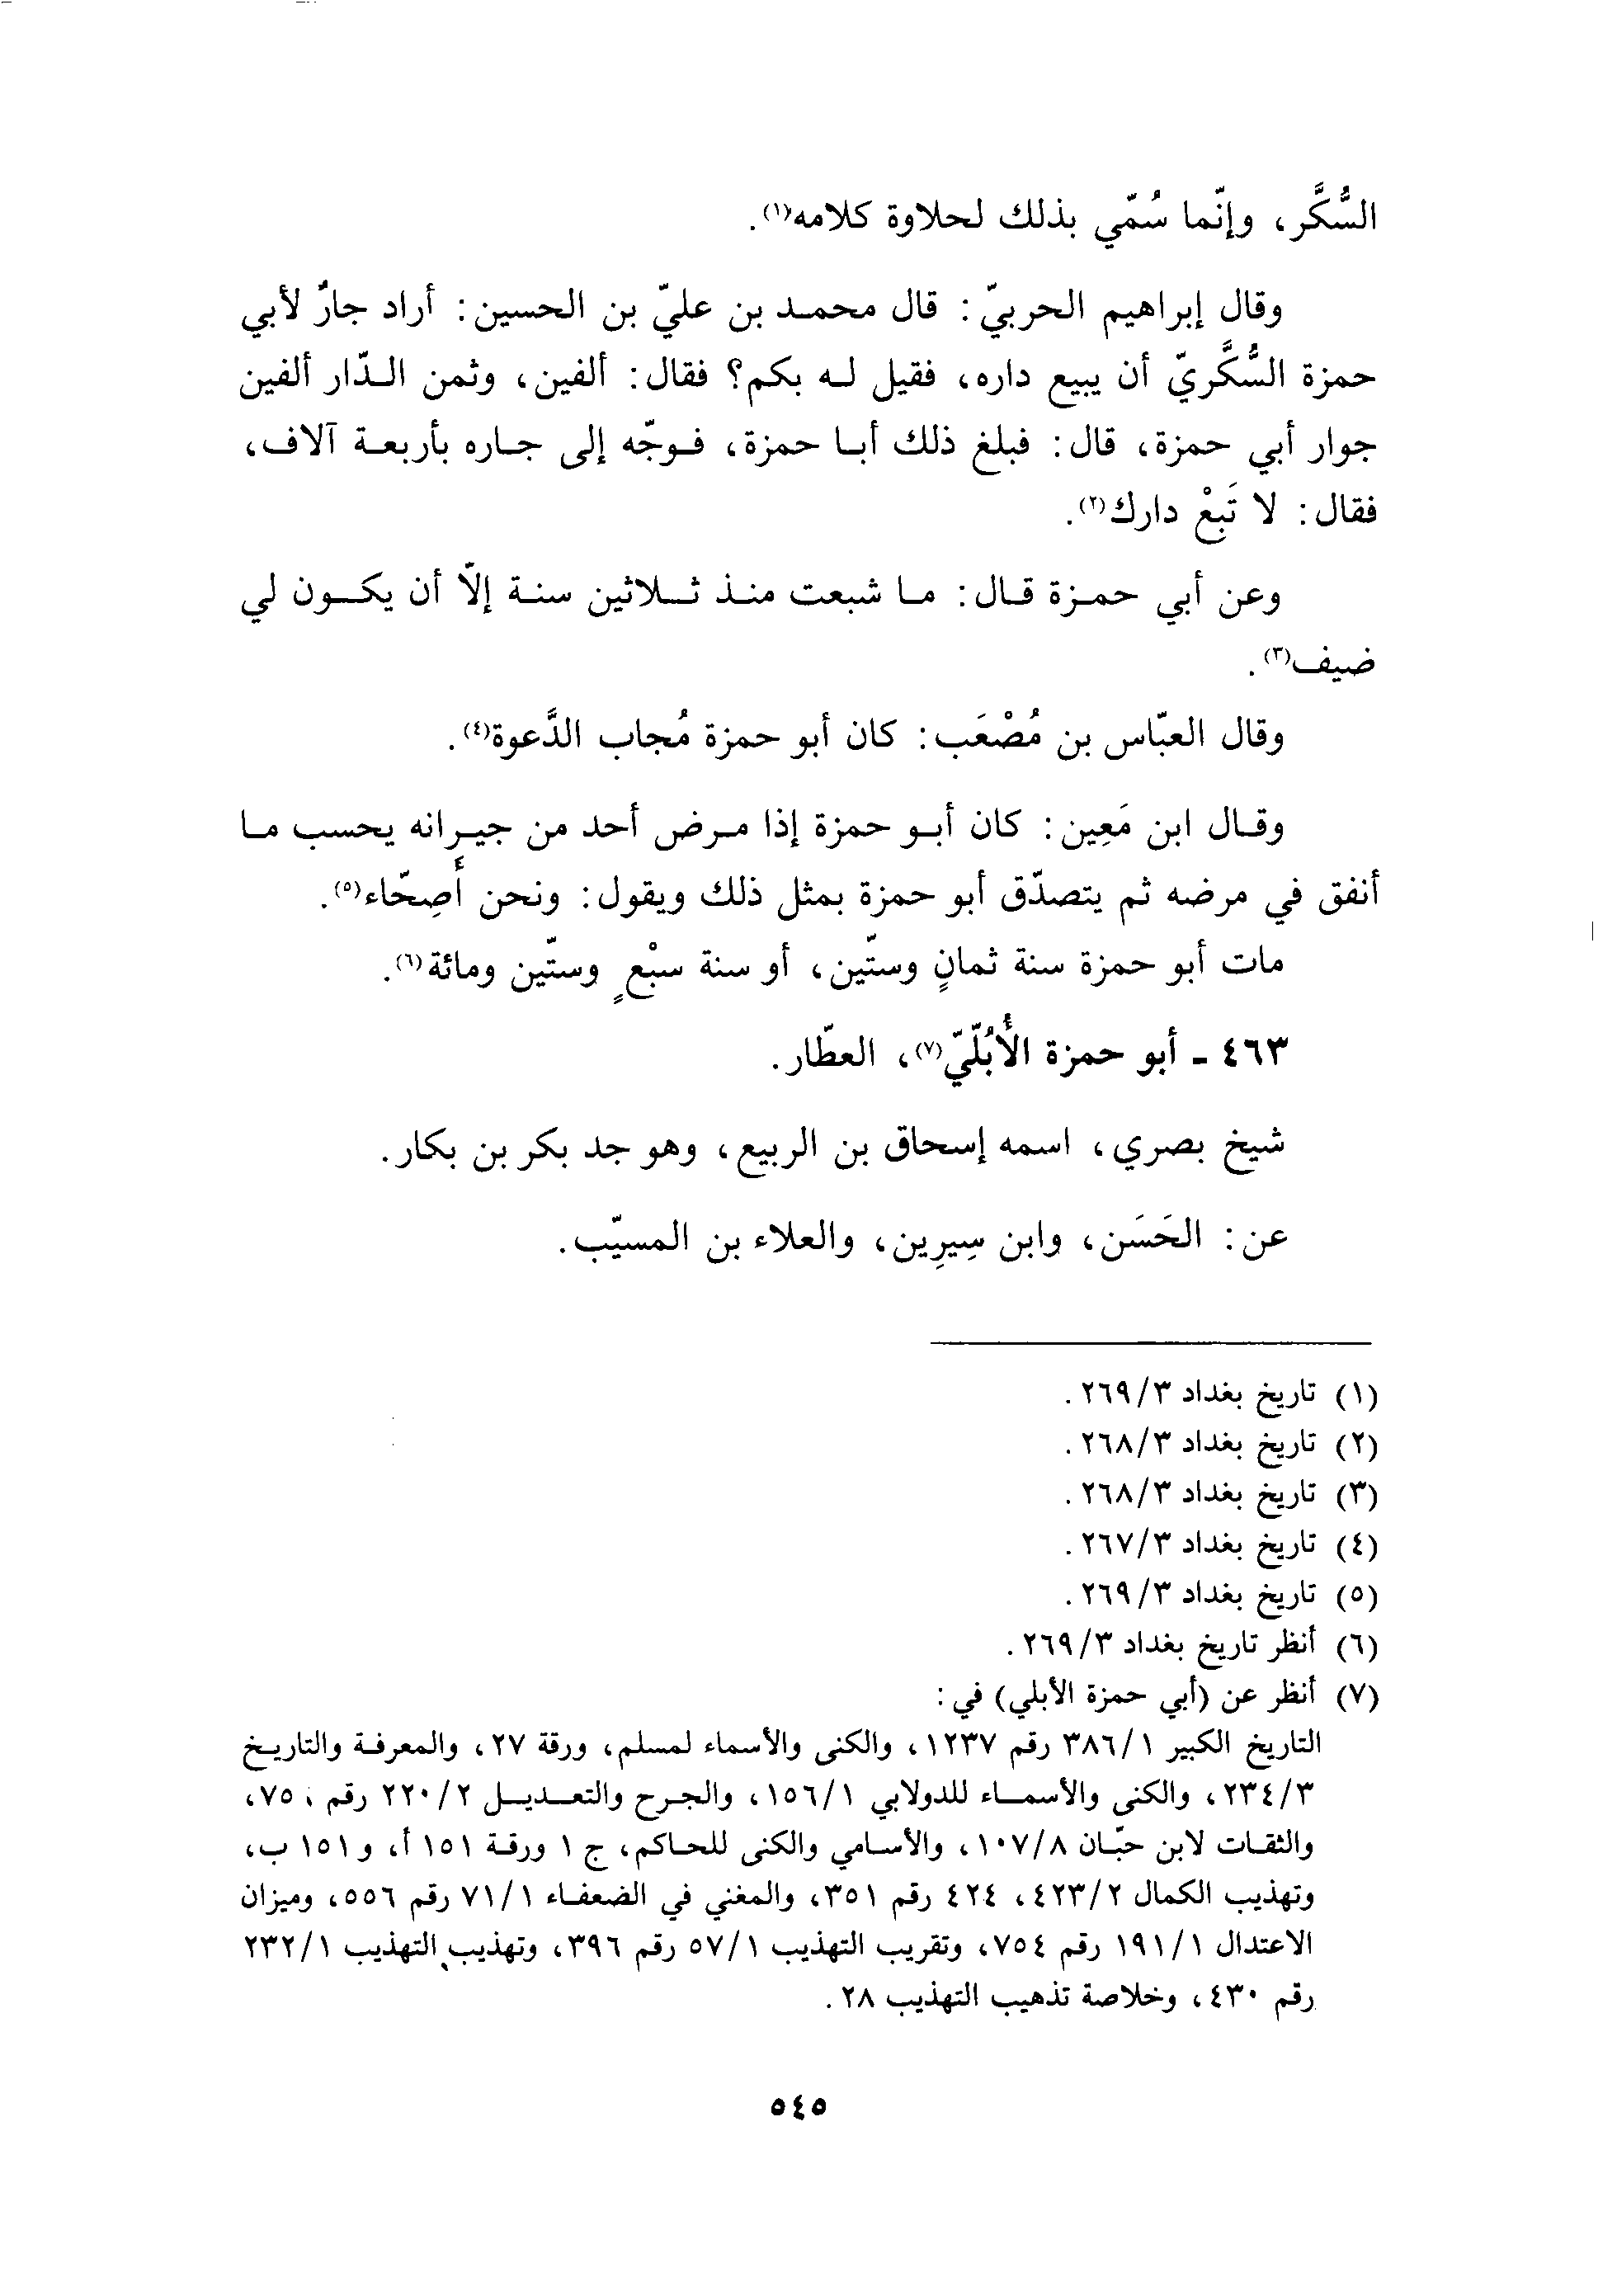 السُّكَّر، وإنّما سُمّي بذلك لحلاوة كلامه(١).
وقال إبراهيم الحربيّ: قال محمد بن عليّ بن الحسين: أراد جارٌ لأبي
حمزة السُّكَّريّ أن يبيع داره، فقيل له بكم؟ فقال: ألفين، وثمن الدّار ألفين
جوار أبي حمزة، قال: فبلغ ذلك أبا حمزة، فوجّه إلى جاره بأربعة آلاف،
فقال: لا تَبِعْ دارك(٢).
وعن أبي حمزة قال: ما شبعت منذ ثلاثين سنة إلّا أن يكون لي
ضيف(٣).
وقال العبّاس بن مُصْعَب: كان أبو حمزة مُجاب الدَّعوة(٤).
وقال ابن مَعِين: كان أبو حمزة إذا مرض أحد من جيرانه يحسب ما
أنفق في مرضه ثم يتصدّق أبو حمزة بمثل ذلك ويقول: ونحن أَصِحّاء(٥).
مات أبو حمزة سنة ثمانٍ وستّين، أو سنة سبْعٍ وستّين ومائة(٦).
٤٦٣ - أبو حمزة الأُبُلّيّ(٧)، العطّار.
شيخ بصري، اسمه إسحاق بن الربيع، وهو جد بكر بن بكار.
عن: الحَسَن، وابن سِيرِين، والعلاء بن المسيّب.
(١) تاريخ بغداد ٢٦٩/٣.
(٢) تاريخ بغداد ٢٦٨/٣.
(٣) تاريخ بغداد ٢٦٨/٣.
(٤) تاريخ بغداد ٢٦٧/٣.
(٥) تاريخ بغداد ٢٦٩/٣.
(٦) أنظر تاريخ بغداد ٢٦٩/٣.
(٧) أنظر عن (أبي حمزة الأبلي) في:
التاريخ الكبير ٣٨٦/١ رقم ١٢٣٧، والكنى والأسماء لمسلم، ورقة ٢٧، والمعرفة والتاريخ
٢٣٤/٣، والكنى والأسماء للدولابي ١٥٦/١، والجرح والتعديل ٢٢٠/٢ رقم ٧٥،
والثقات لابن حبّان ١٠٧/٨، والأسامي والكنى للحاكم، ج ١ ورقة ١٥١ أ، و ١٥١ ب،
وتهذيب الكمال ٤٢٣/٢، ٤٢٤ رقم ٣٥١، والمغني في الضعفاء ٧١/١ رقم ٥٥٦، وميزان
الاعتدال ١٩١/١ رقم ٧٥٤، وتقريب التهذيب ٥٧/١ رقم ٣٩٦، وتهذيب التهذيب ٢٣٢/١
رقم ٤٣٠، وخلاصة تذهيب التهذيب ٢٨.
٥٤٥